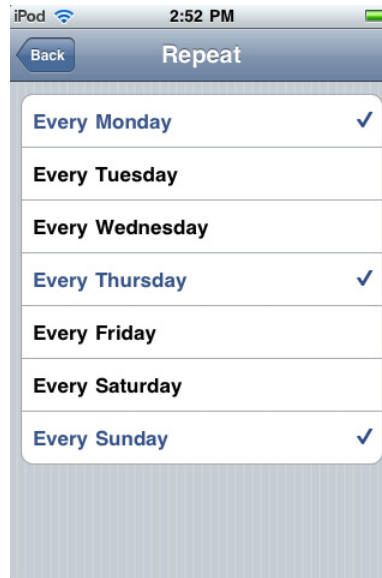 iPod 2:52 PM
Back Repeat
Every Monday
Every Tuesday
Every Wednesday
Every Thursday
Every Friday
Every Saturday
Every Sunday